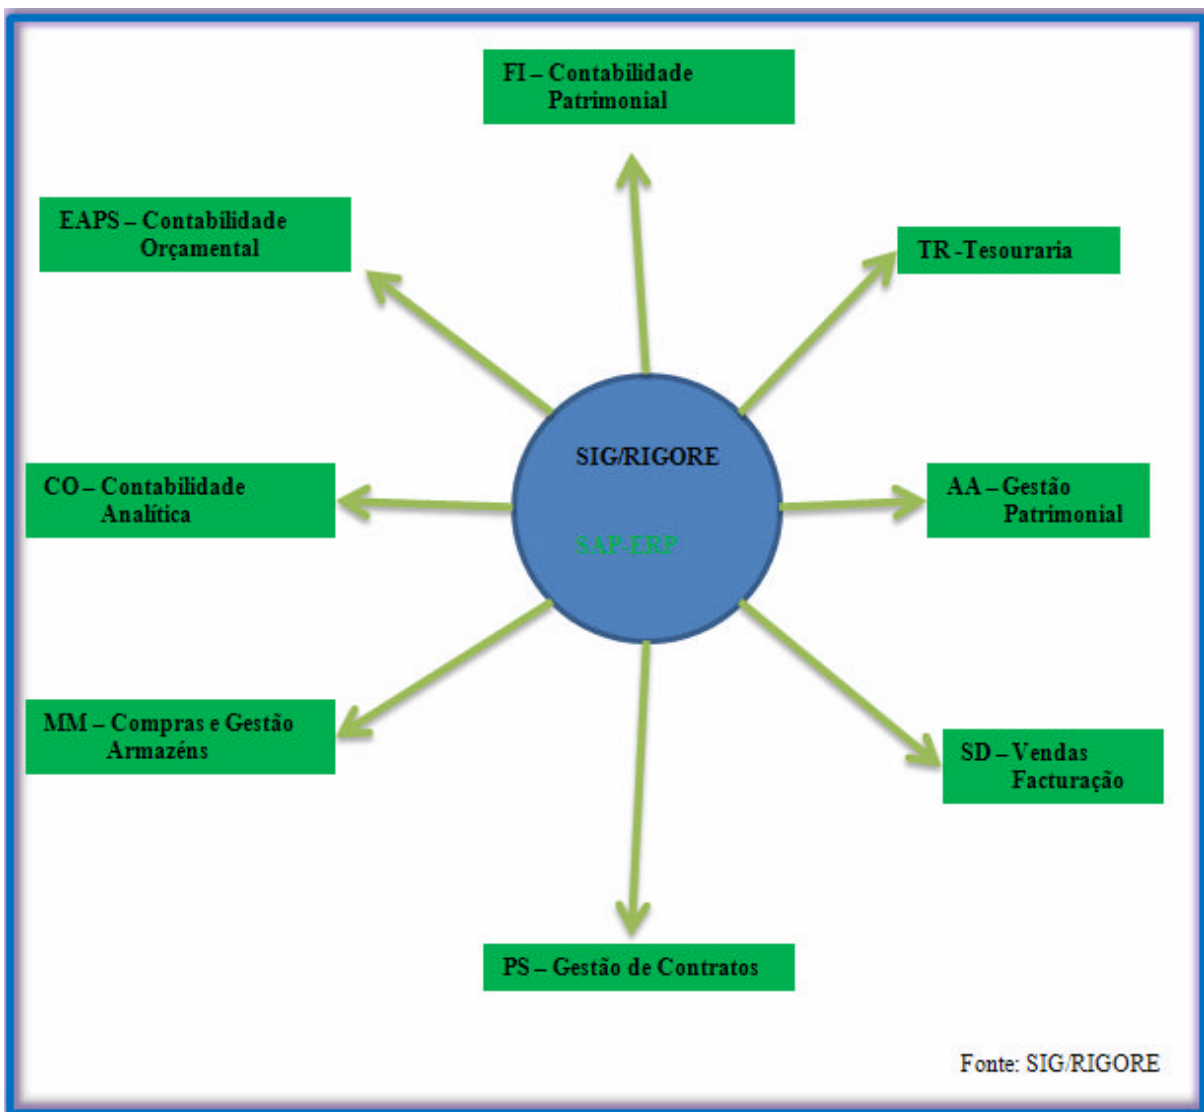 FI – Contabilidade
Patrimonial
EAPS – Contabilidade
Orçamental
TR -Tesouraria
SIG/RIGORE
SAP-ERP
CO – Contabilidade
Analítica
AA – Gestão
Patrimonial
MM – Compras e Gestão
Armazéns
SD – Vendas
Facturação
PS – Gestão de Contratos
Fonte: SIG/RIGORE